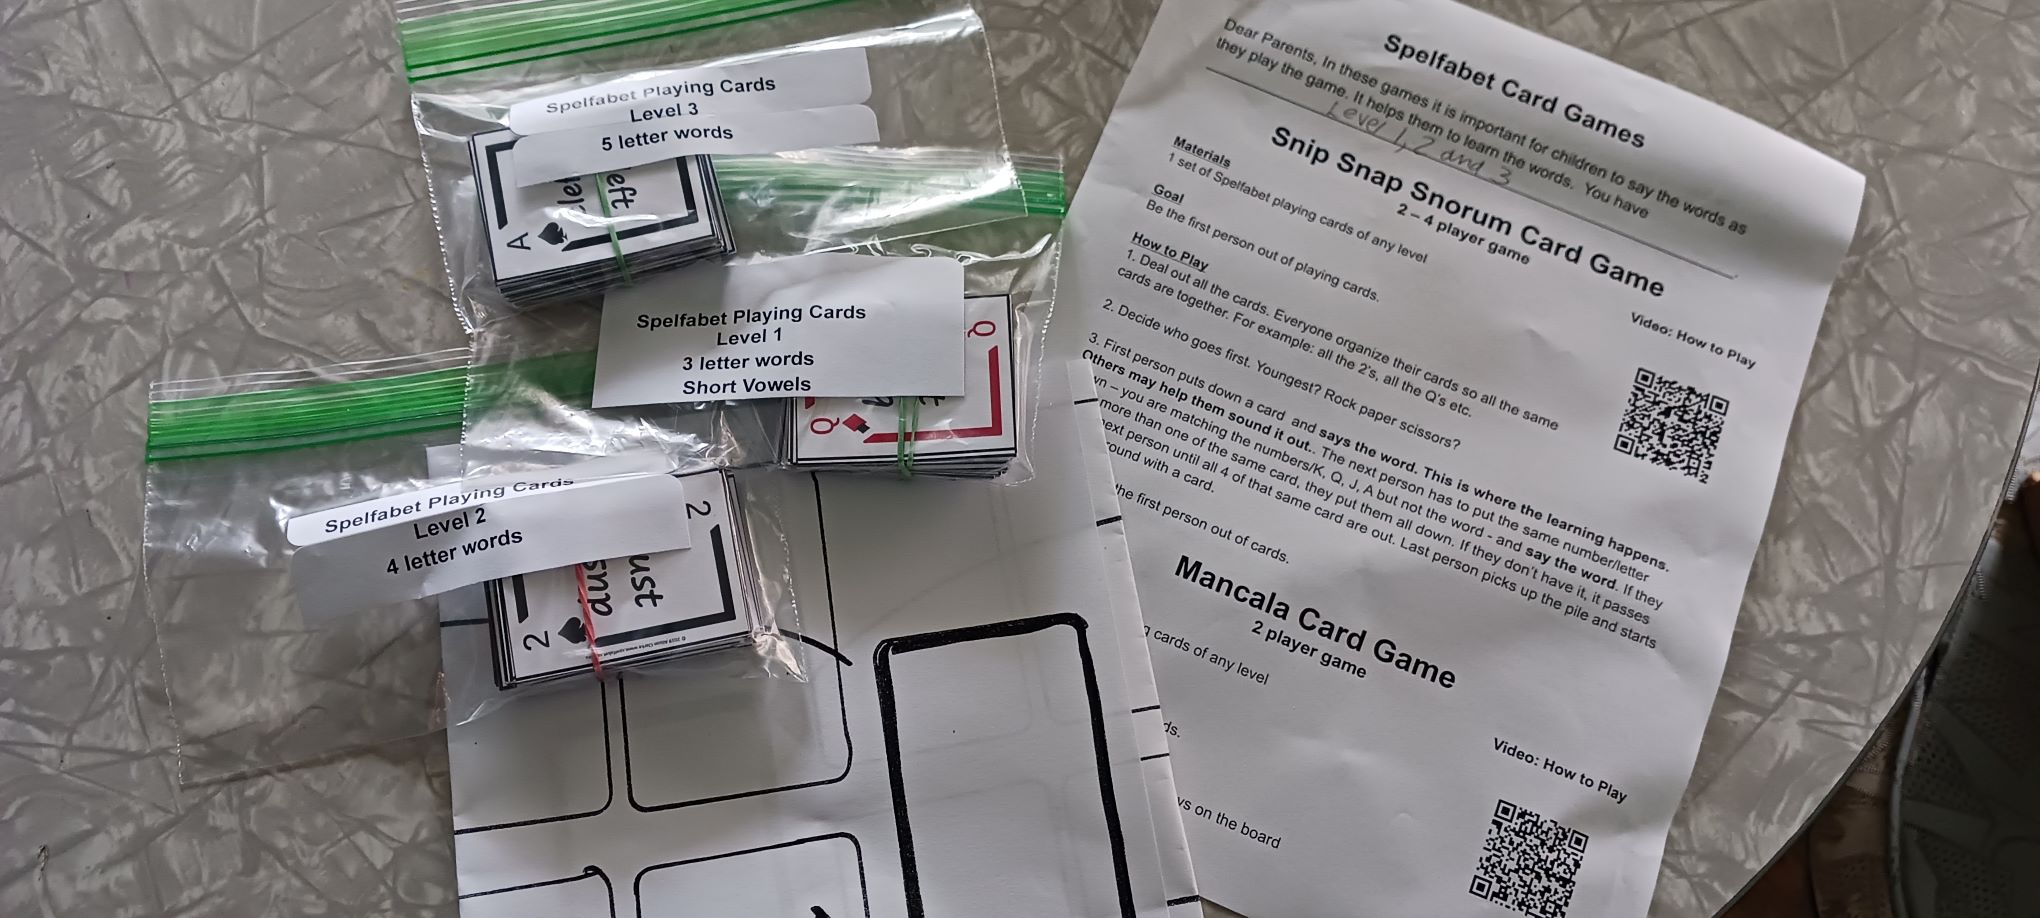 Spelfabet Playing Cards
Level 3
5 letter words
A
left
Spelfabet Playing Cards
Level 1
3 letter words
Short Vowels
Q
Q
Spelfabet Playing Cards
Level 2
4 letter words
2
2
ust
Spelfabet Card Games
Dear Parents, In these games it is important for children to say the words as
they play the game. It helps them to learn the words. You have
Level 1, 2 and 3
Snip Snap Snorum Card Game
2 – 4 player game
Materials
1 set of Spelfabet playing cards of any level
Goal
Be the first person out of playing cards.
Video: How to Play
How to Play
1. Deal out all the cards. Everyone organize their cards so all the same
cards are together. For example: all the 2's, all the Q's etc.
2. Decide who goes first. Youngest? Rock paper scissors?
3. First person puts down a card and says the word. This is where the learning happens.
Others may help them sound it out.. The next person has to put the same number/letter
wn – you are matching the numbers/K, Q, J, A but not the word - and say the word. If they
more than one of the same card, they put them all down. If they don't have it, it passes
ext person until all 4 of that same card are out. Last person picks up the pile and starts
round with a card.
the first person out of cards.
Mancala Card Game
2 player game
g cards of any level
ds.
Video: How to Play
ys on the board